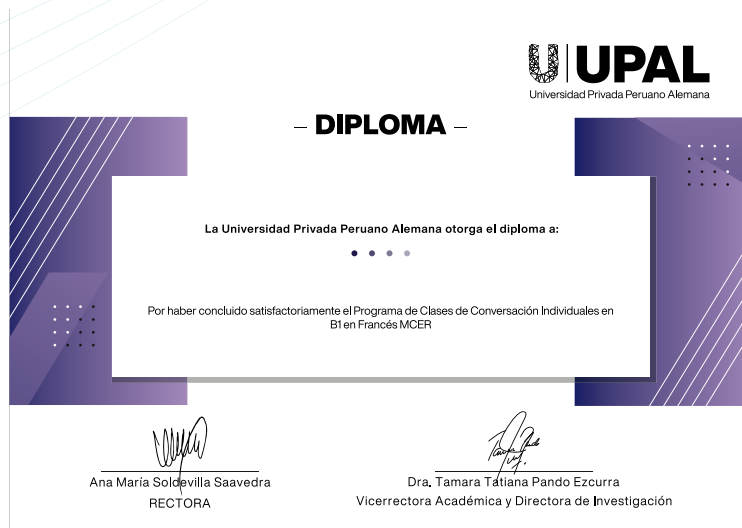 UPAL
Universidad Privada Peruano Alemana
– DIPLOMA –
La Universidad Privada Peruano Alemana otorga el diploma a:
Por haber concluido satisfactoriamente el Programa de Clases de Conversación Individuales en
B1 en Francés MCER
Ana María Soldevilla Saavedra
RECTORA
Dra. Tamara Tatiana Pando Ezcurra
Vicerrectora Académica y Directora de Investigación